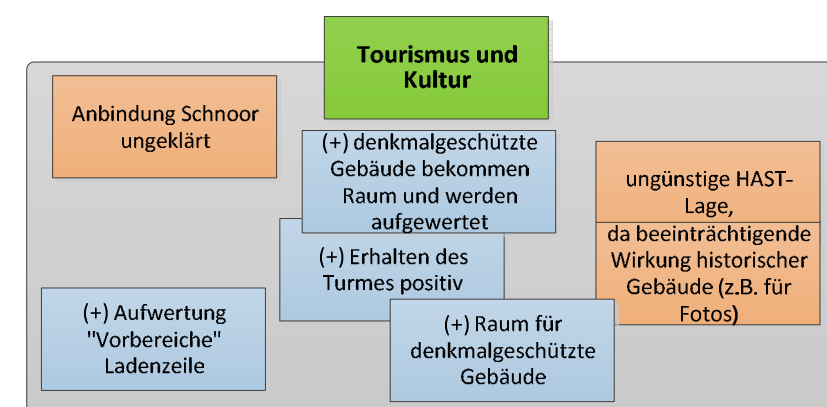 Tourismus und
Kultur
Anbindung Schnoor
ungeklärt
(+) denkmalgeschützte
Gebäude bekommen
Raum und werden
aufgewertet
ungünstige HAST-
Lage,
da beeinträchtigende
Wirkung historischer
Gebäude (z.B. für
Fotos)
(+) Erhalten des
Turmes positiv
(+) Aufwertung
"Vorbereiche"
Ladenzeile
(+) Raum für
denkmalgeschützte
Gebäude